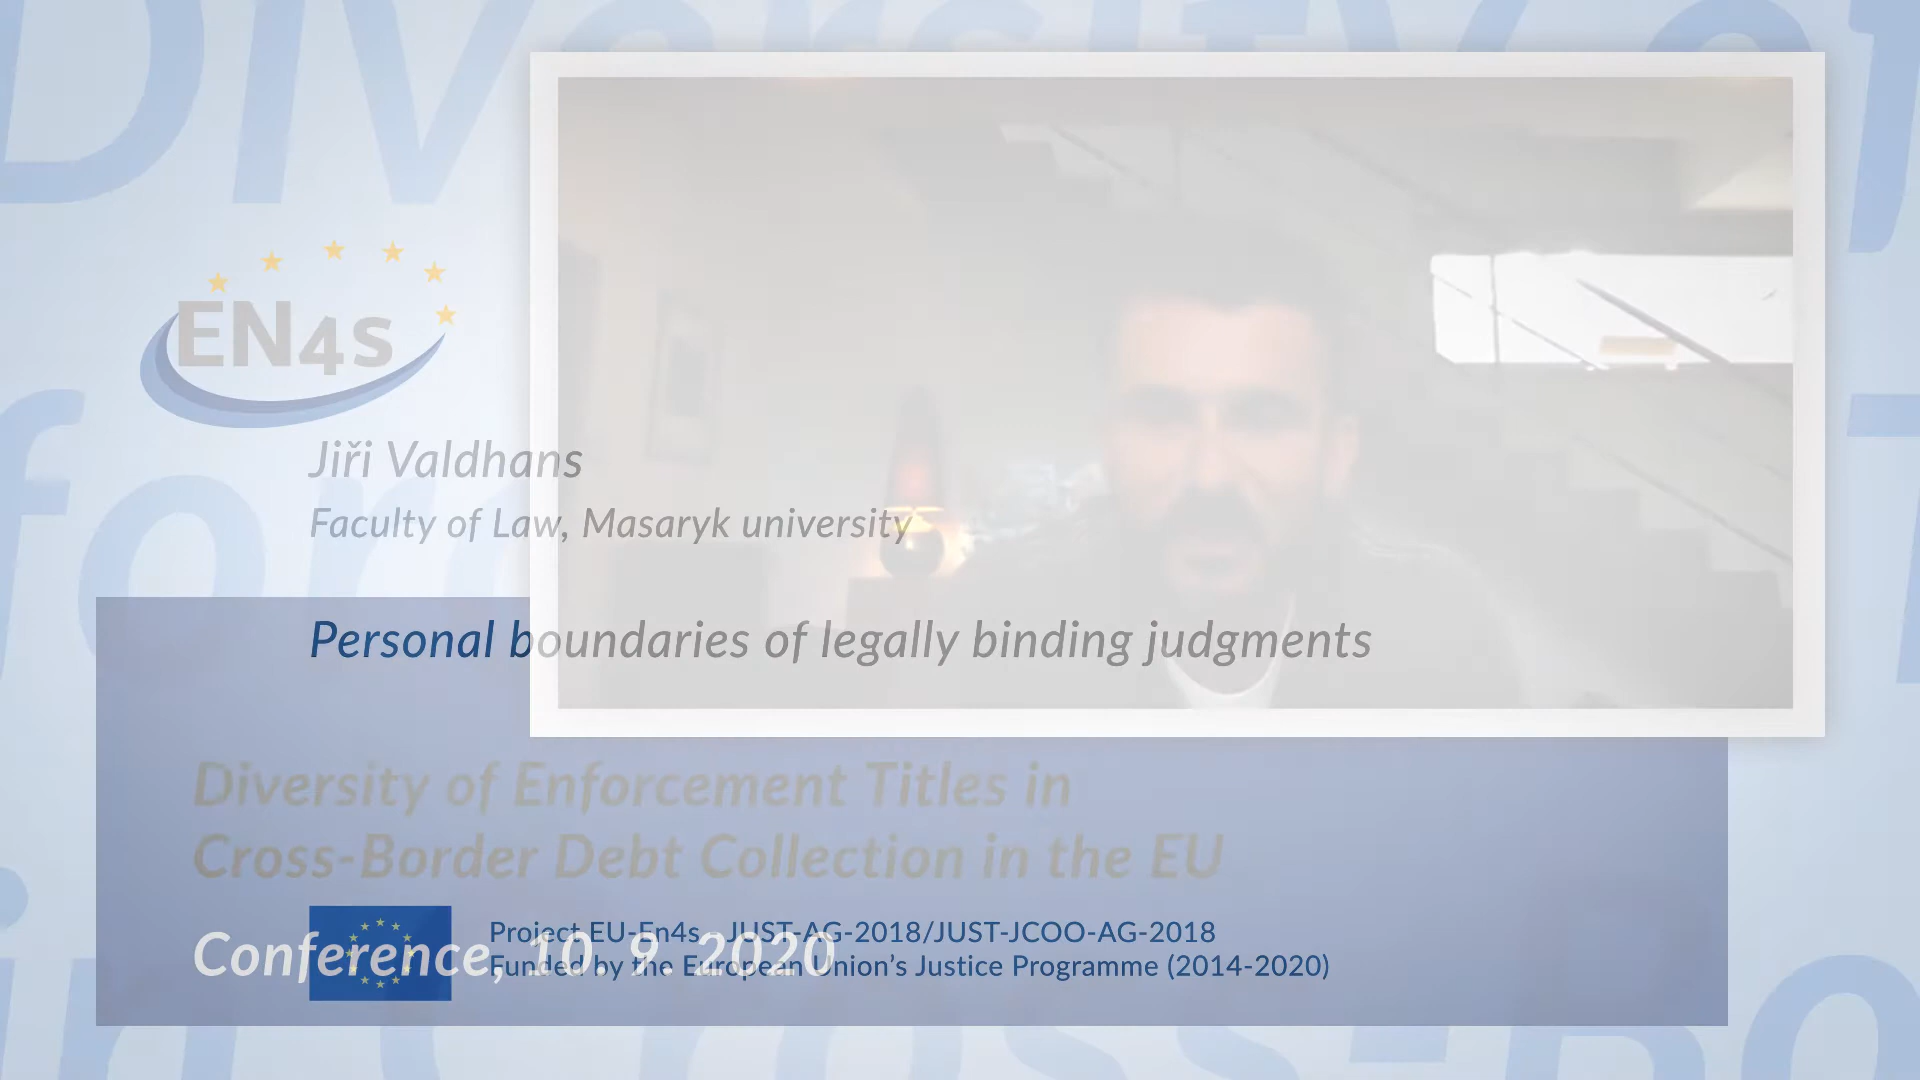 EN4s
Jiří Valdhans
Faculty of Law, Masaryk university
Personal boundaries of legally binding judgments
Diversity of Enforcement Titles in
Cross-Border Debt Collection in the EU
Conference, 10. 9. 2020
Project EU-En4s - JUST-AG-2018/JUST-JCOO-AG-2018
Funded by the European Union’s Justice Programme (2014-2020)